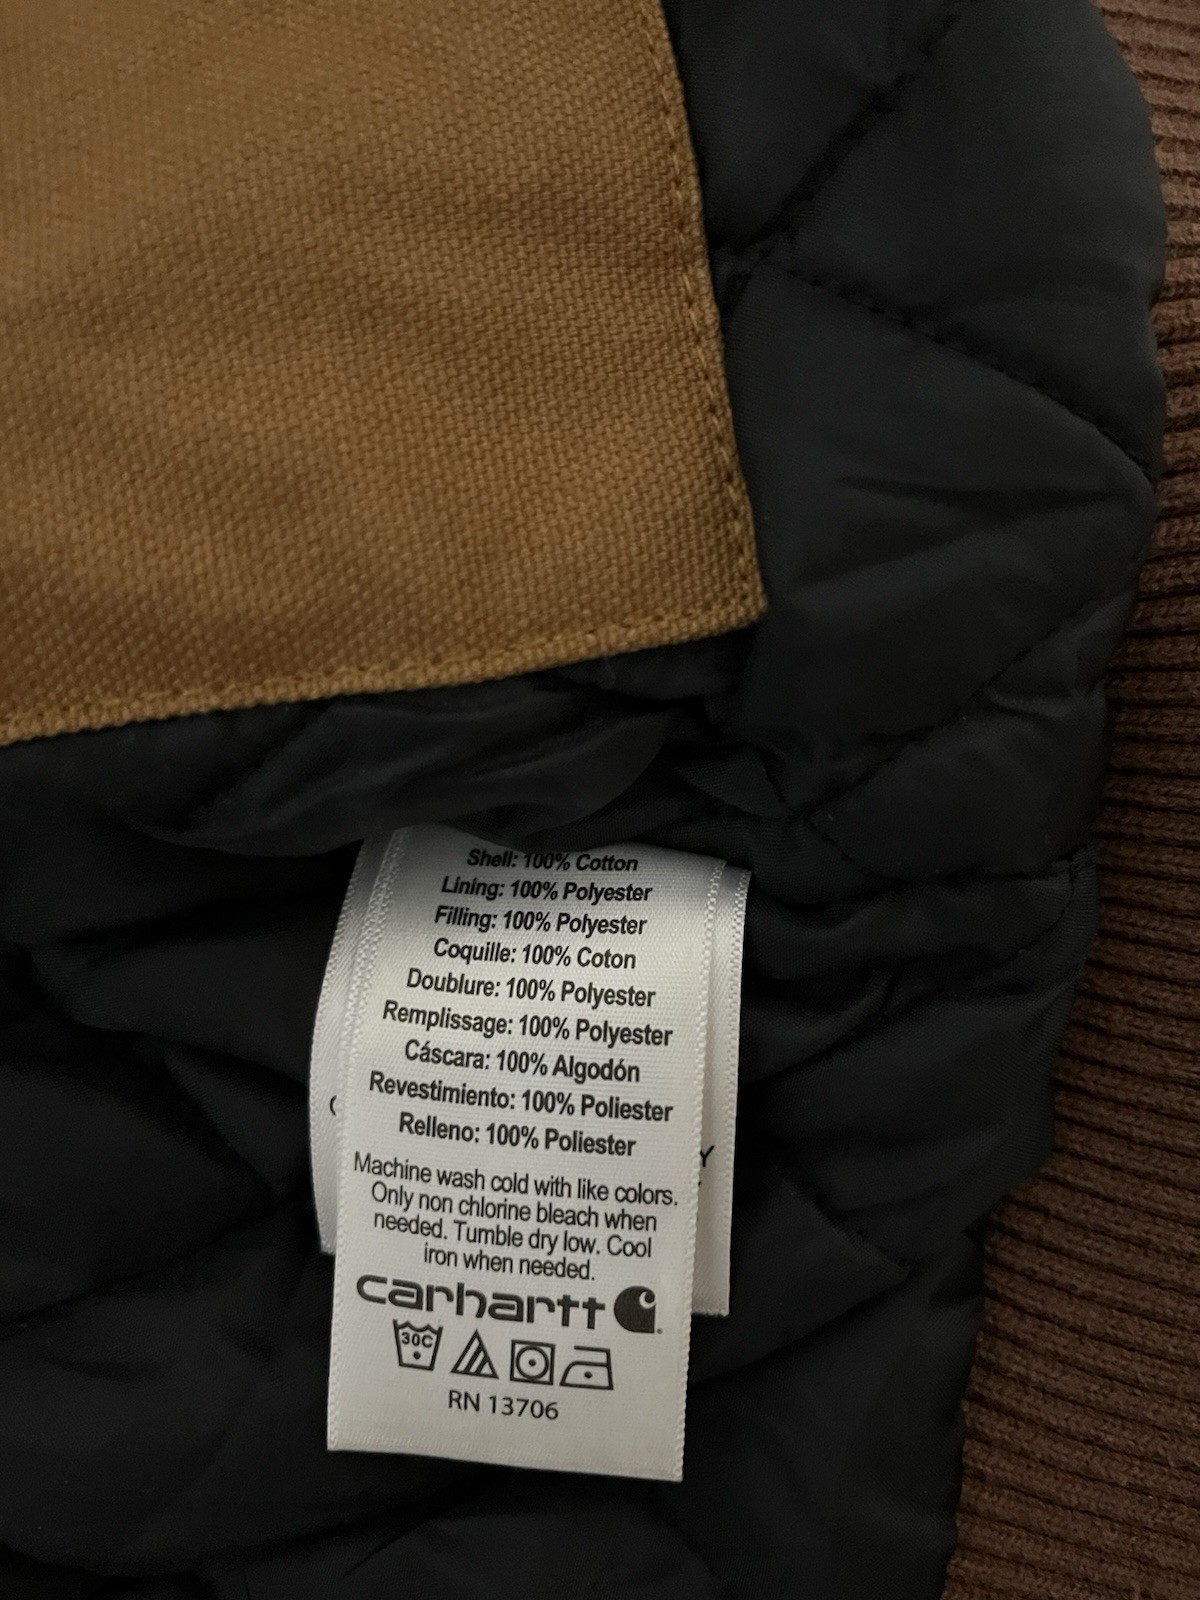 Shell: 100% Cotton
Lining: 100% Polyester
Filling: 100% Polyester
Coquille: 100% Coton
Doublure: 100% Polyester
Remplissage: 100% Polyester
Cáscara: 100% Algodón
Revestimiento: 100% Poliester
Relleno: 100% Poliester
Machine wash cold with like colors.
Only non chlorine bleach when
needed. Tumble dry low. Cool
iron when needed.
carhartt
30C
RN 13706